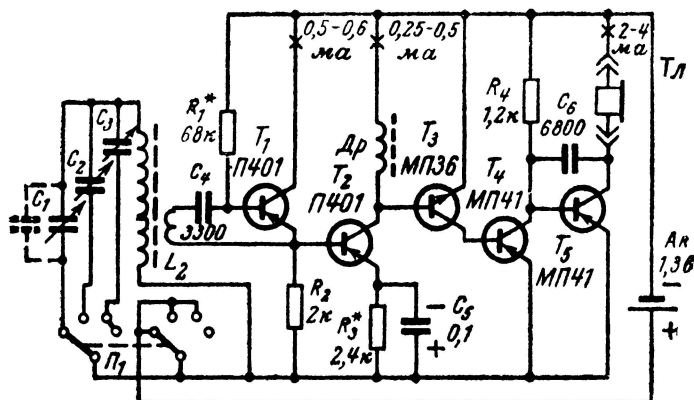 0,5-0,6
ма
0,25-0,5
ма
2-4
ма
Тл
R₁*
68к
R₄
1,2к
C₆
6800
C₃
C₂
C₁
T₁
П401
Др
T₂
П401
T₃
МП36
T₄
МП41
C₄
3300
L₂
T₅
МП41
Ак
1,3в
−
+
R₂
2к
R₃*
2,4к
−
C₅
0,1
+
П₁